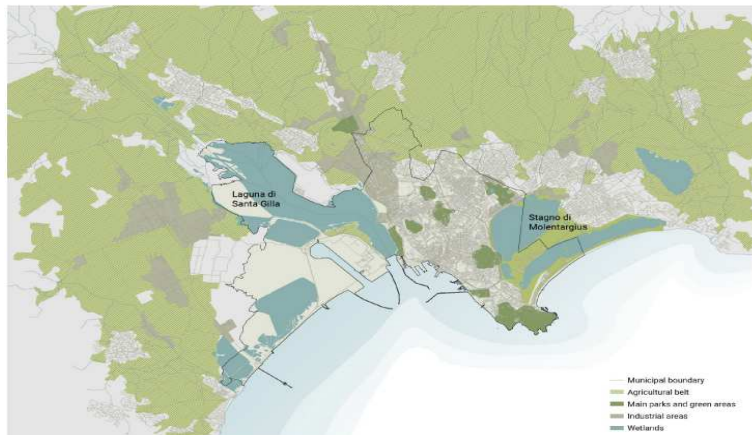 Laguna di
Santa Gilla
Stagno di
Molentargius
Municipal boundary
Agricultural belt
Main parks and green areas
Industrial areas
Wetlands